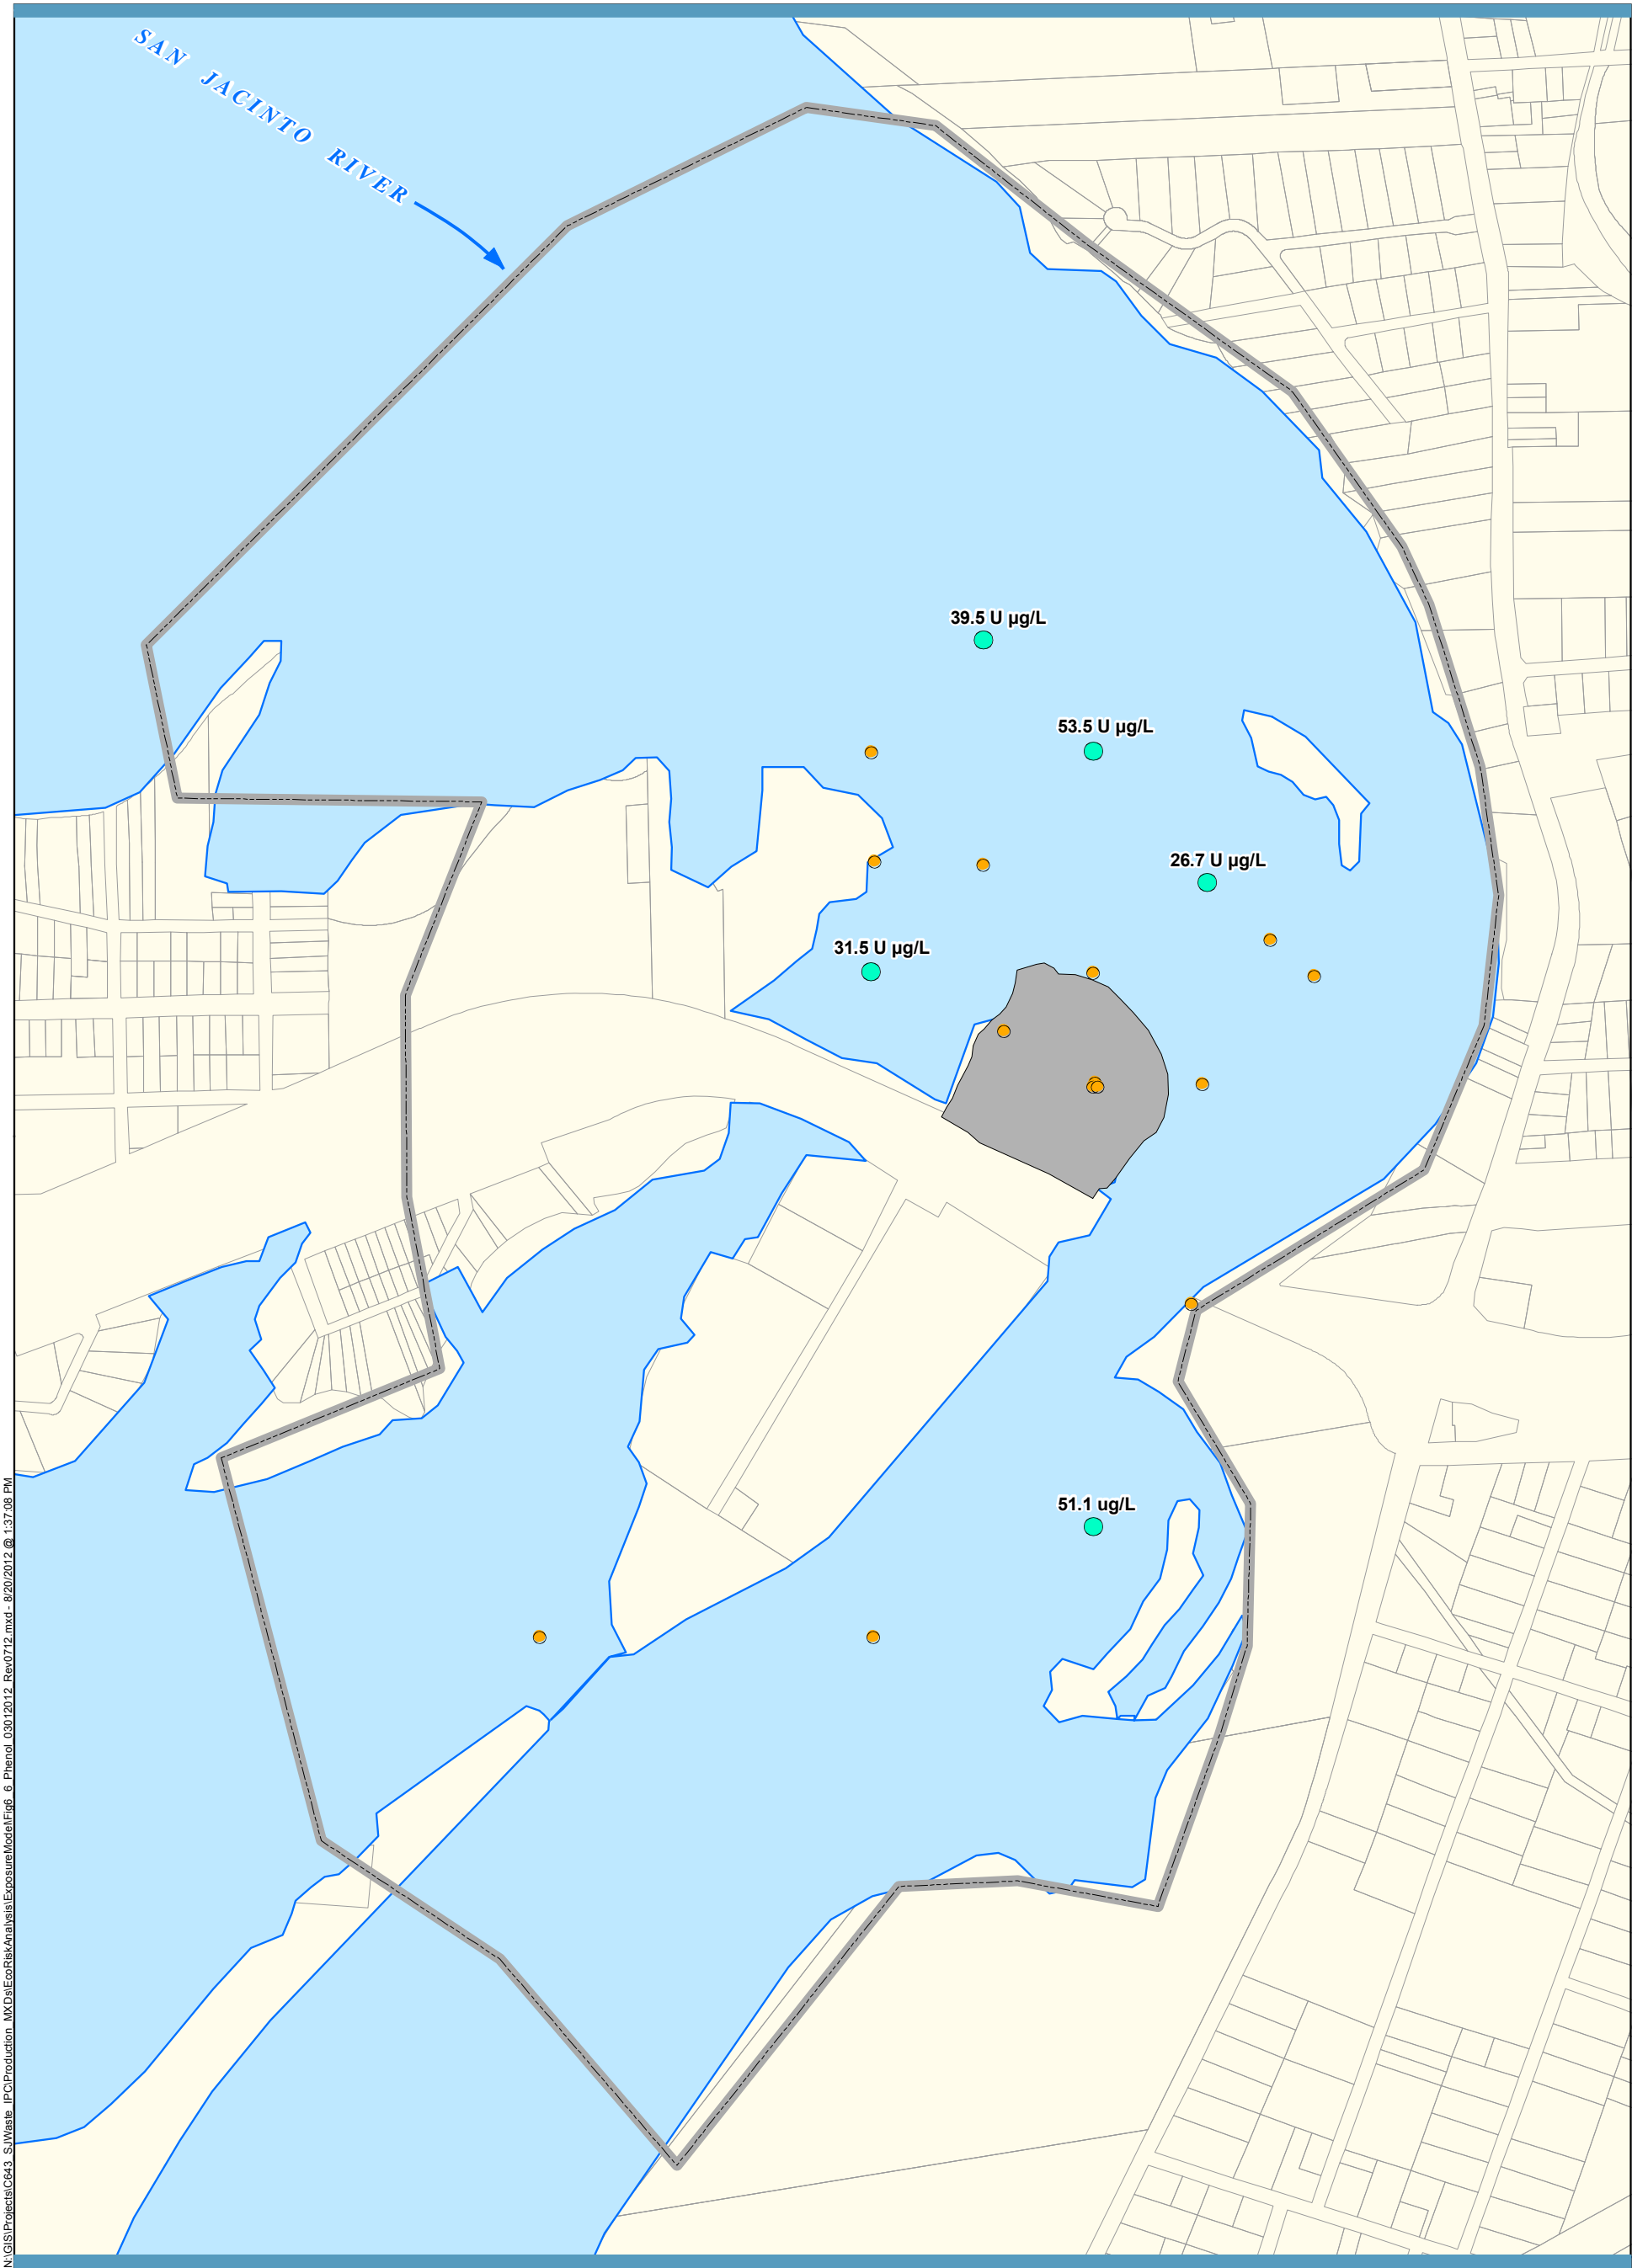 SAN JACINTO RIVER
39.5 U µg/L
53.5 U µg/L
26.7 U µg/L
31.5 U µg/L
51.1 ug/L
N:\GIS\Projects\C643_SJWaste_IPC\Production_MXDs\EcoRiskAnalysis\ExposureModel\Fig6_6_Phenol_03012012_Rev0712.mxd - 8/20/2012 @ 1:37:08 PM